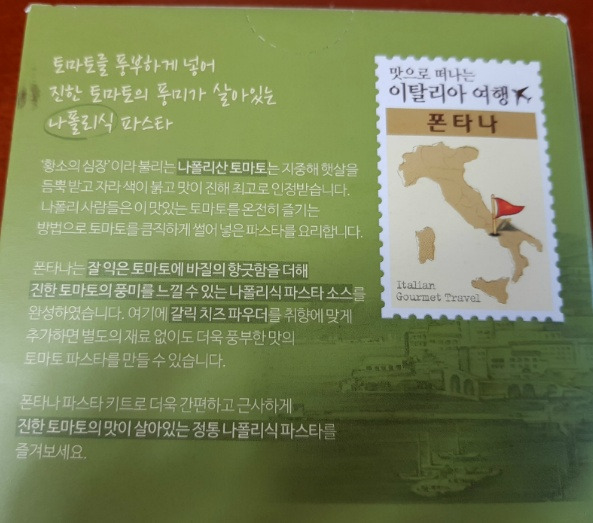 토마토를 풍부하게 넣어
진한 토마토의 풍미가 살아있는
나폴리식 파스타
'황소의 심장'이라 불리는 나폴리산 토마토는 지중해 햇살을
듬뿍 받고 자라 색이 붉고 맛이 진해 최고로 인정받습니다.
나폴리 사람들은 이 맛있는 토마토를 온전히 즐기는
방법으로 토마토를 큼직하게 썰어 넣은 파스타를 요리합니다.
폰타나는 잘 익은 토마토에 바질의 향긋함을 더해
진한 토마토의 풍미를 느낄 수 있는 나폴리식 파스타 소스를
완성하였습니다. 여기에 갈릭 치즈 파우더를 취향에 맞게
추가하면 별도의 재료 없이도 더욱 풍부한 맛의
토마토 파스타를 만들 수 있습니다.
폰타나 파스타 키트로 더욱 간편하고 근사하게
진한 토마토의 맛이 살아있는 정통 나폴리식 파스타를
즐겨보세요.
맛으로 떠나는
이탈리아 여행
폰타나
Italian
Gourmet Travel